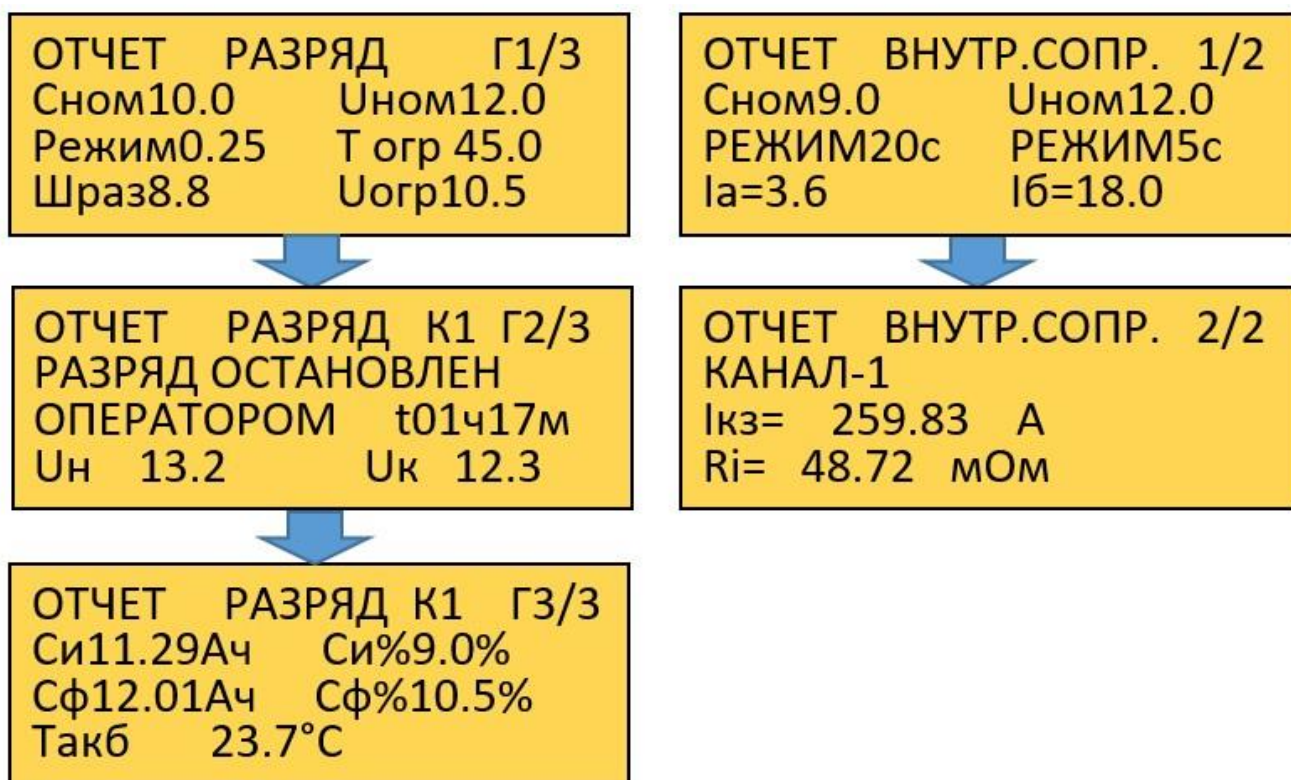 ОТЧЕТ РАЗРЯД Г1/3
Сном10.0 Uном12.0
Режим0.25 Т огр 45.0
Шраз8.8 Uогр10.5
ОТЧЕТ РАЗРЯД К1 Г2/3
РАЗРЯД ОСТАНОВЛЕН
ОПЕРАТОРОМ t01ч17м
Uн 13.2 Uк 12.3
ОТЧЕТ РАЗРЯД К1 Г3/3
Си11.29Ач Си%9.0%
Сф12.01Ач Сф%10.5%
Такб 23.7°С
ОТЧЕТ ВНУТР.СОПР. 1/2
Сном9.0 Uном12.0
РЕЖИМ20с РЕЖИМ5с
Iа=3.6 Iб=18.0
ОТЧЕТ ВНУТР.СОПР. 2/2
КАНАЛ-1
Iкз= 259.83 А
Ri= 48.72 мОм